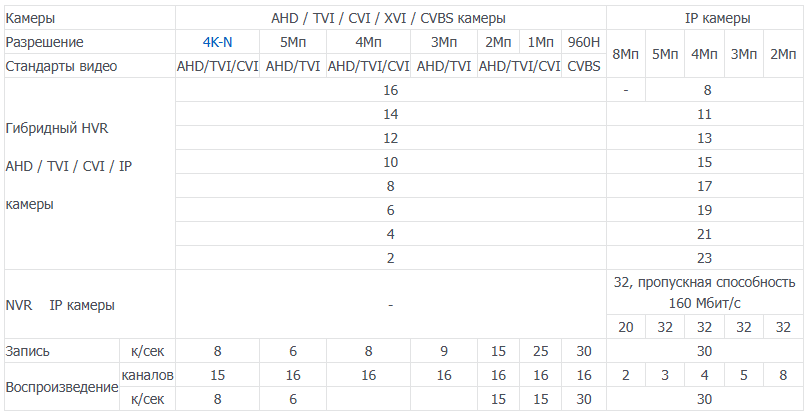 Камеры AHD / TVI / CVI / XVI / CVBS камеры IP камеры
Разрешение 4K-N 5Мп 4Мп 3Мп 2Мп 1Мп 960H 8Мп 5Мп 4Мп 3Мп 2Мп
Стандарты видео AHD/TVI/CVI AHD/TVI AHD/TVI/CVI AHD/TVI AHD/TVI/CVI CVBS
Гибридный HVR
AHD / TVI / CVI / IP
камеры
16 - 8
14 11
12 13
10 15
8 17
6 19
4 21
2 23
NVR IP камеры - 32, пропускная способность
160 Мбит/с
20 32 32 32 32
Запись к/сек 8 6 8 9 15 25 30 30
Воспроизведение каналов 15 16 16 16 16 16 16 2 3 4 5 8
к/сек 8 6 15 15 30 30